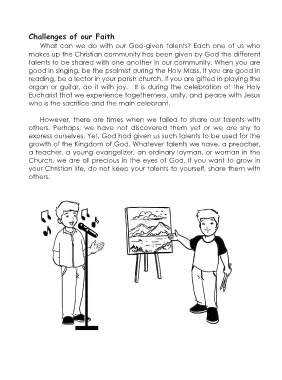 Challenges of our Faith
What can we do with our God-given talents? Each one of us who
makes up the Christian community has been given by God the different
talents to be shared with one another in our community. When you are
good in singing, be the psalmist during the Holy Mass. If you are good in
reading, be a lector in your parish church. If you are gifted in playing the
organ or guitar, do it with joy. It is during the celebration of the Holy
Eucharist that we experience togetherness, unity, and peace with Jesus
who is the sacrifice and the main celebrant.
However, there are times when we failed to share our talents with
others. Perhaps, we have not discovered them yet or we are shy to
express ourselves. Yet, God had given us such talents to be used for the
growth of the Kingdom of God. Whatever talents we have, a preacher,
a teacher, a young evangelizer, an ordinary layman, or woman in the
Church, we are all precious in the eyes of God. If you want to grow in
your Christian life, do not keep your talents to yourself, share them with
others.